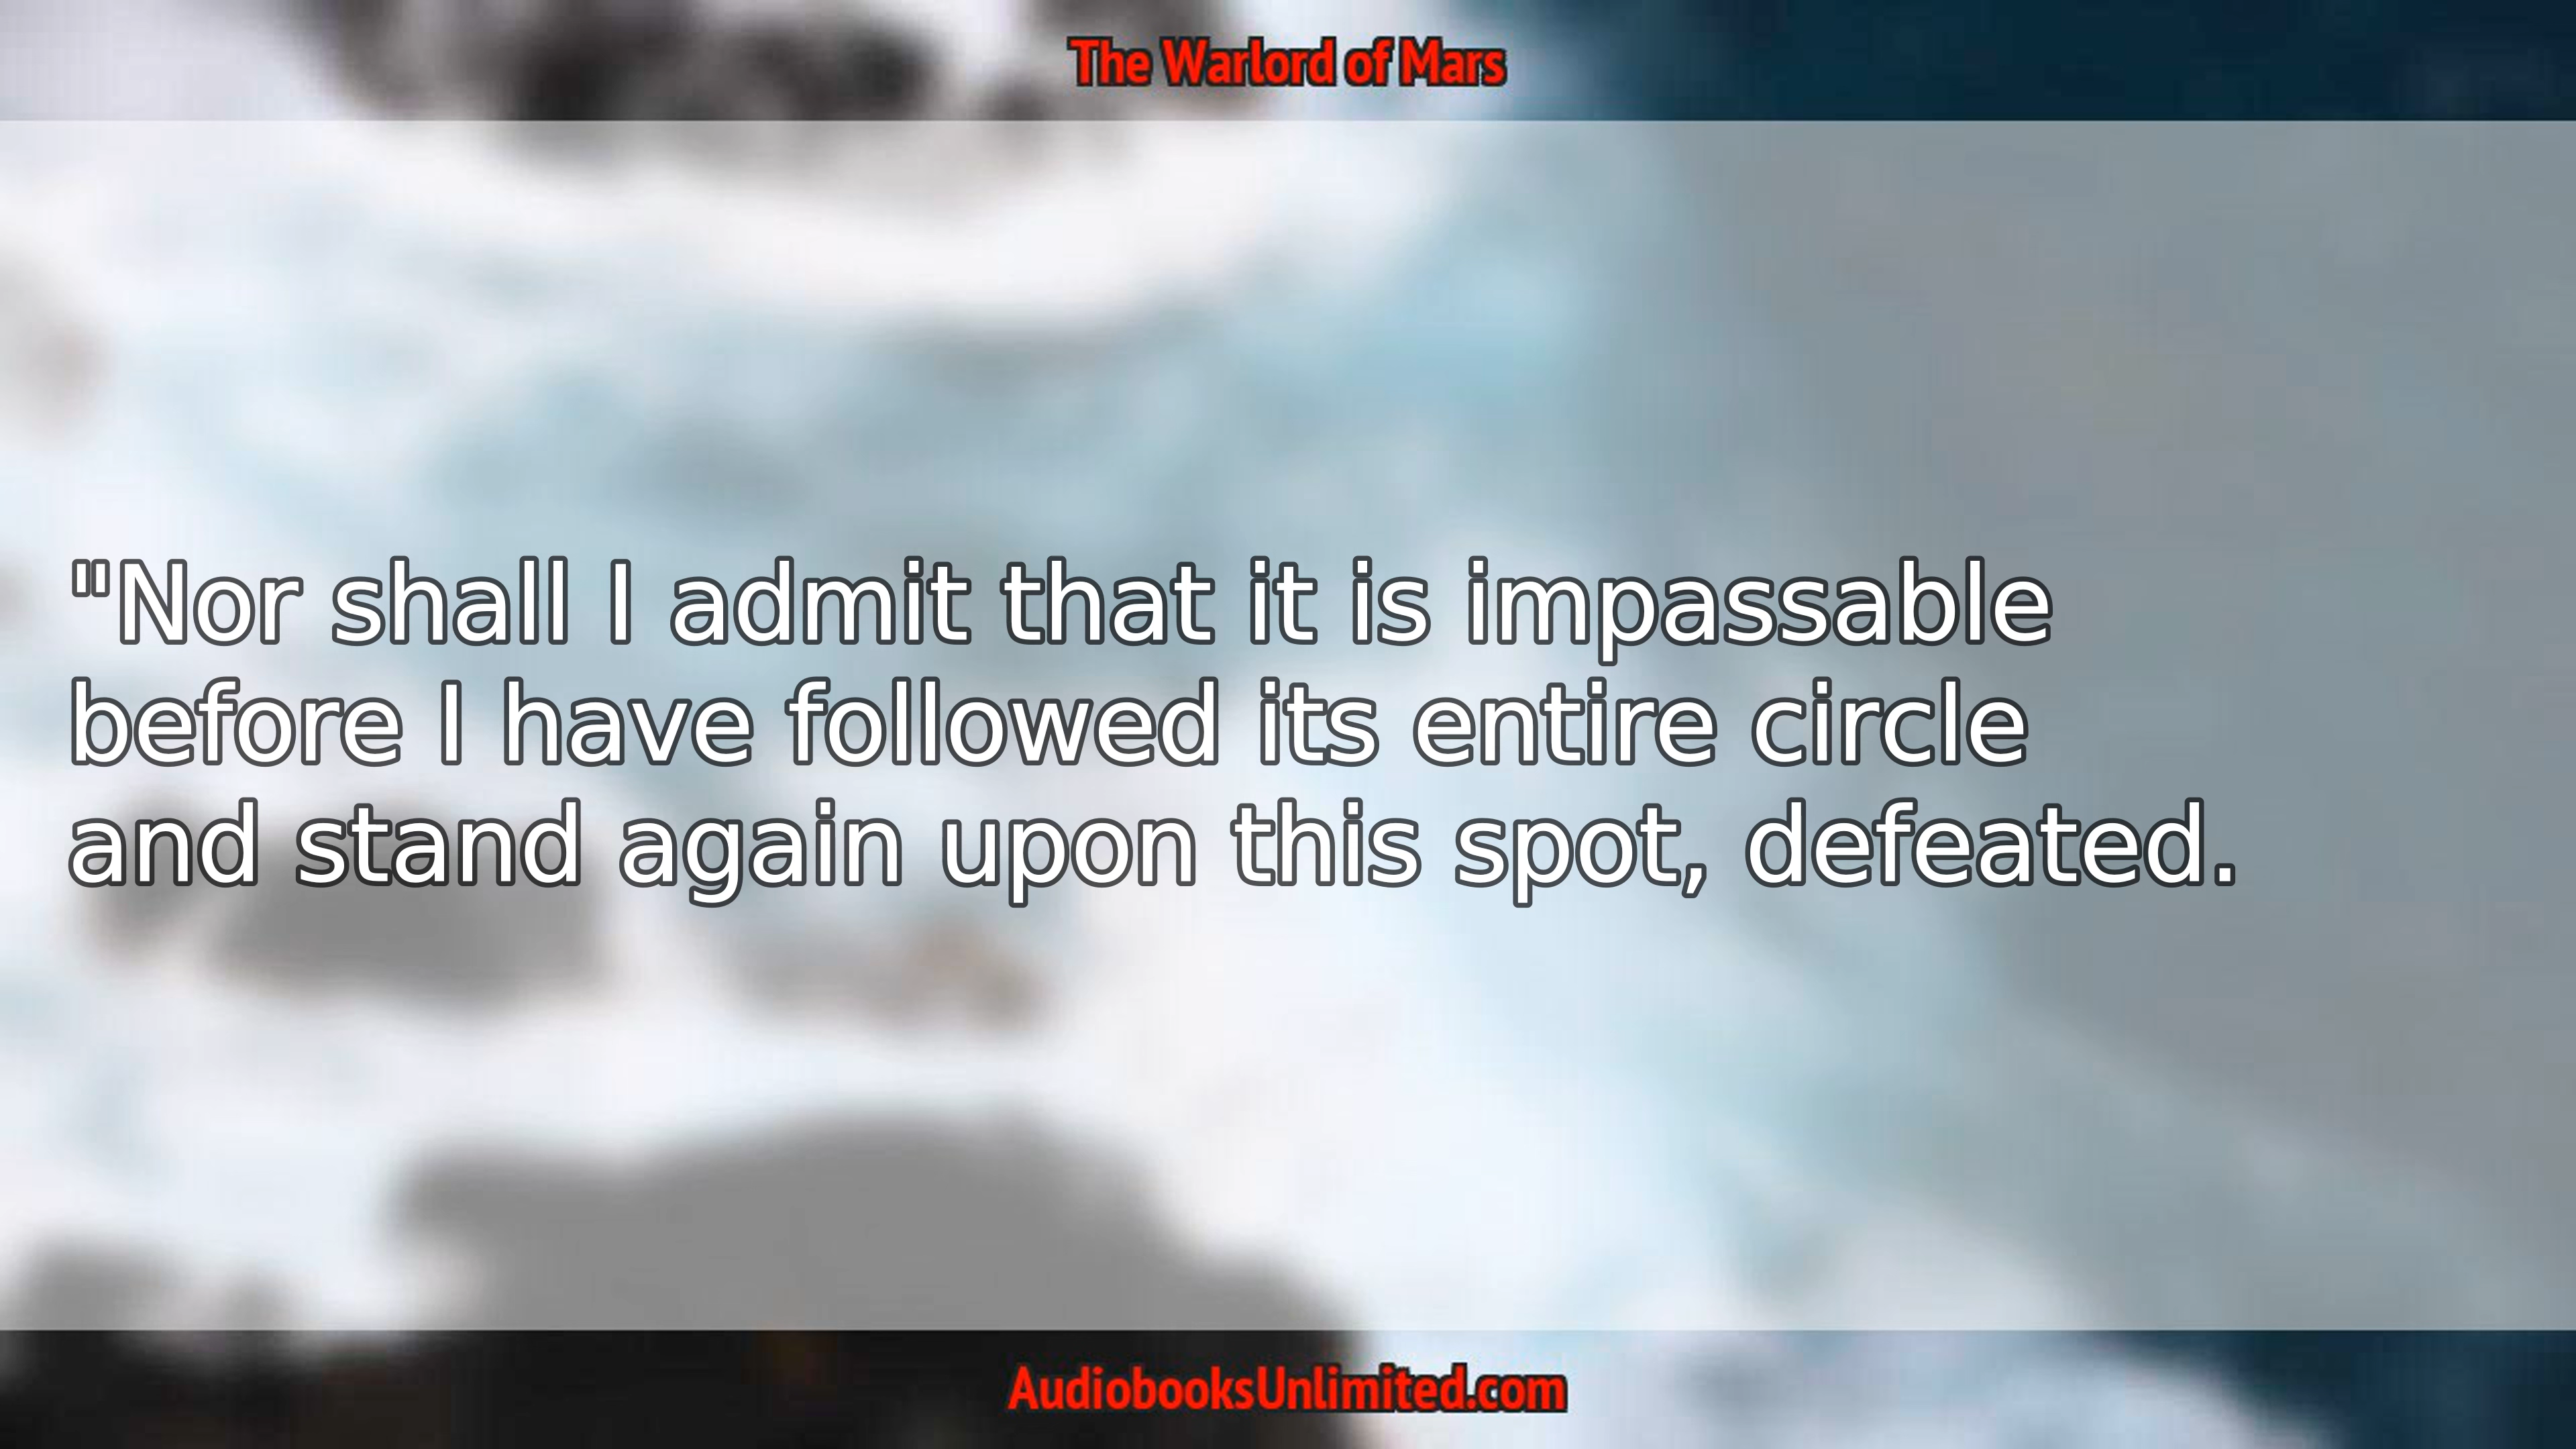 The Warlord of Mars
"Nor shall I admit that it is impassable
before I have followed its entire circle
and stand again upon this spot, defeated.
AudiobooksUnlimited.com